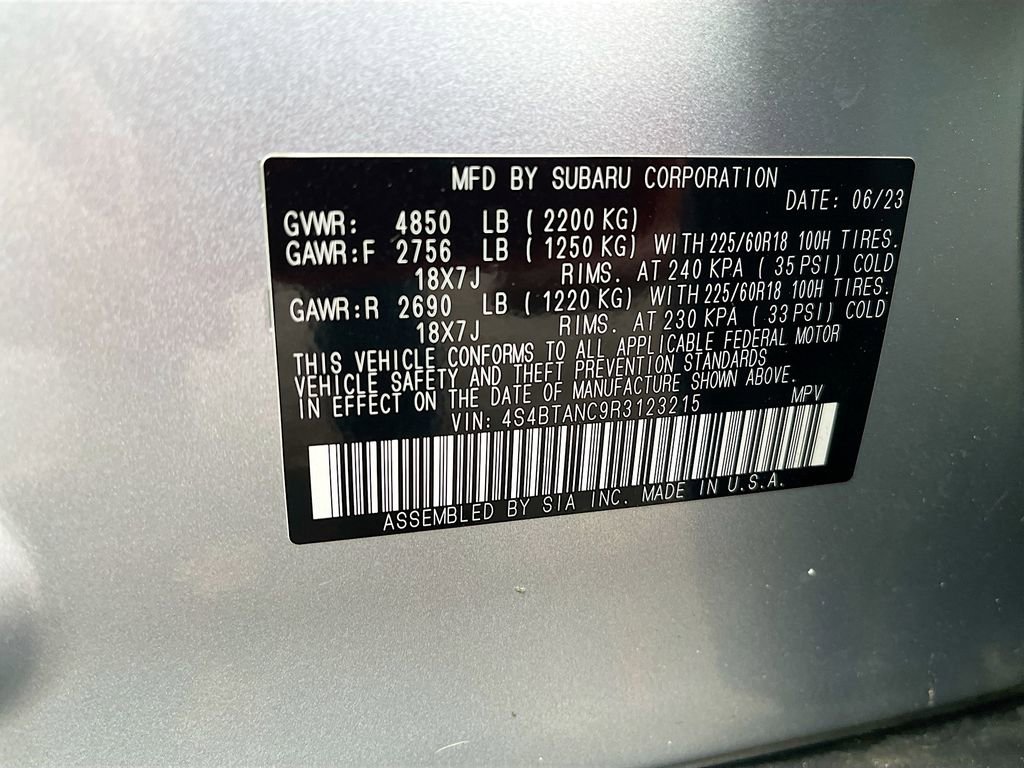 MFD BY SUBARU CORPORATION
DATE: 06/23
GVWR: 4850 LB ( 2200 KG)
GAWR:F 2756 LB ( 1250 KG) WITH 225/60R18 100H TIRES.
18X7J RIMS. AT 240 KPA ( 35 PSI) COLD
GAWR:R 2690 LB ( 1220 KG) WITH 225/60R18 100H TIRES.
18X7J RIMS. AT 230 KPA ( 33 PSI) COLD
THIS VEHICLE CONFORMS TO ALL APPLICABLE FEDERAL MOTOR
VEHICLE SAFETY AND THEFT PREVENTION STANDARDS
IN EFFECT ON THE DATE OF MANUFACTURE SHOWN ABOVE.
VIN: 4S4BTANC9R3123215 MPV
ASSEMBLED BY SIA INC. MADE IN U.S.A.